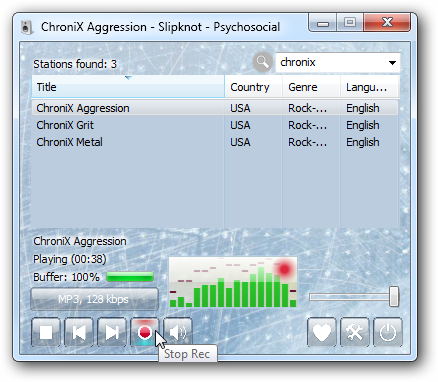 ChroniX Aggression - Slipknot - Psychosocial
Stations found: 3
chronix
Title Country Genre Langu...
ChroniX Aggression USA Rock-... English
ChroniX Grit USA Rock-... English
ChroniX Metal USA Rock-... English
ChroniX Aggression
Playing (00:38)
Buffer: 100%
MP3, 128 kbps
Stop Rec